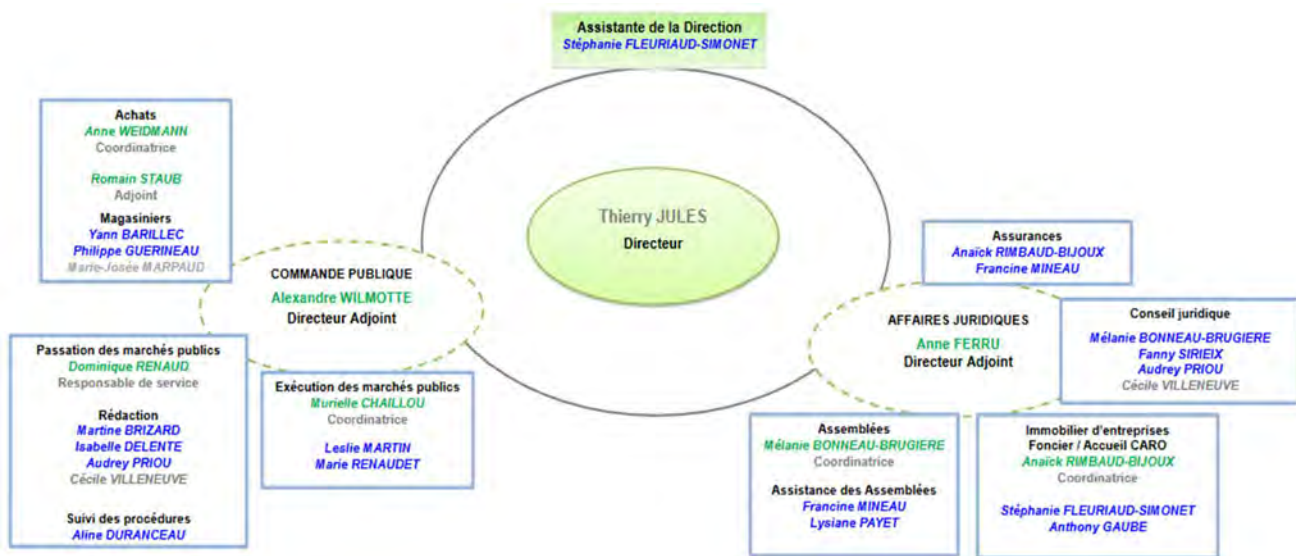 Assistante de la Direction
Stéphanie FLEURIAUD-SIMONET
Thierry JULES
Directeur
Achats
Anne WEIDMANN
Coordinatrice
Romain STAUB
Adjoint
Magasiniers
Yann BARILLEC
Philippe GUERINEAU
Marie-Josée MARPAUD
COMMANDE PUBLIQUE
Alexandre WILMOTTE
Directeur Adjoint
Passation des marchés publics
Dominique RENAUD
Responsable de service
Rédaction
Martine BRIZARD
Isabelle DELENTE
Audrey PRIOU
Cécile VILLENEUVE
Suivi des procédures
Aline DURANCEAU
Exécution des marchés publics
Murielle CHAILLOU
Coordinatrice
Leslie MARTIN
Marie RENAUDET
Assurances
Anaïck RIMBAUD-BIJOUX
Francine MINEAU
AFFAIRES JURIDIQUES
Anne FERRU
Directeur Adjoint
Conseil juridique
Mélanie BONNEAU-BRUGIERE
Fanny SIRIEIX
Audrey PRIOU
Cécile VILLENEUVE
Assemblées
Mélanie BONNEAU-BRUGIERE
Coordinatrice
Assistance des Assemblées
Francine MINEAU
Lysiane PAYET
Immobilier d'entreprises
Foncier / Accueil CARO
Anaïck RIMBAUD-BIJOUX
Coordinatrice
Stéphanie FLEURIAUD-SIMONET
Anthony GAUBE